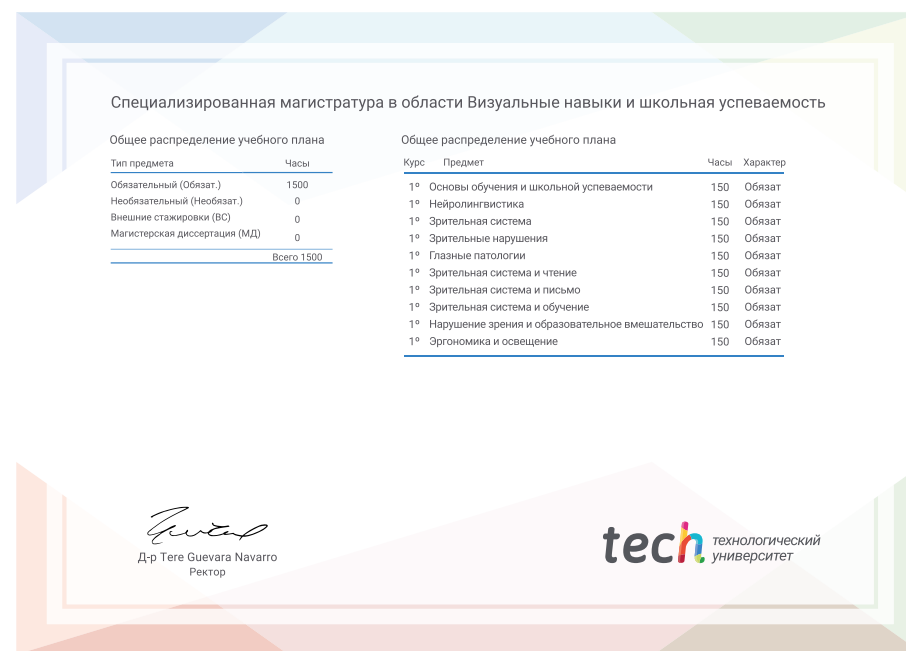 Специализированная магистратура в области Визуальные навыки и школьная успеваемость
Общее распределение учебного плана
Тип предмета Часы
Обязательный (Обязат.) 1500
Необязательный (Необязат.) 0
Внешние стажировки (ВС) 0
Магистерская диссертация (МД) 0
Всего 1500
Общее распределение учебного плана
Курс Предмет Часы Характер
1º Основы обучения и школьной успеваемости 150 Обязат
1º Нейролингвистика 150 Обязат
1º Зрительная система 150 Обязат
1º Зрительные нарушения 150 Обязат
1º Глазные патологии 150 Обязат
1º Зрительная система и чтение 150 Обязат
1º Зрительная система и письмо 150 Обязат
1º Зрительная система и обучение 150 Обязат
1º Нарушение зрения и образовательное вмешательство 150 Обязат
1º Эргономика и освещение 150 Обязат
Д-р Tere Guevara Navarro
Ректор
tech технологический
университет